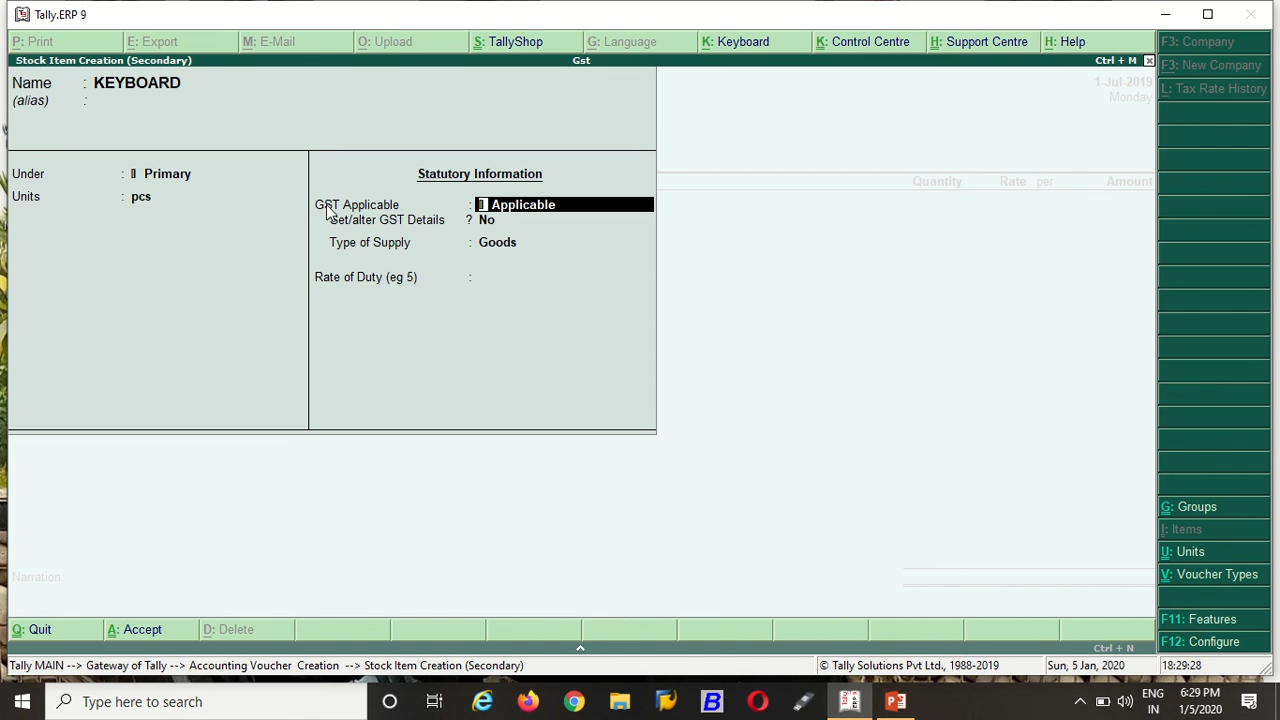 Tally.ERP 9
P: Print E: Export M: E-Mail O: Upload S: TallyShop G: Language K: Keyboard K: Control Centre H: Support Centre H: Help
F3: Company
Stock Item Creation (Secondary) Gst Ctrl + M
F3: New Company
Name : KEYBOARD
1-Jul-2019
L: Tax Rate History
(alias) :
Monday
Under : Primary
Statutory Information
Quantity Rate per Amount
Units : pcs
GST Applicable : Applicable
Set/alter GST Details ? No
Type of Supply : Goods
Rate of Duty (eg 5) :
G: Groups
I: Items
U: Units
Narration:
V: Voucher Types
F11: Features
Q: Quit A: Accept D: Delete
F12: Configure
Ctrl + N
Tally MAIN --> Gateway of Tally --> Accounting Voucher Creation --> Stock Item Creation (Secondary) © Tally Solutions Pvt Ltd., 1988-2019 Sun, 5 Jan, 2020 18:29:28
Type here to search
B
ENG
IN
6:29 PM
1/5/2020